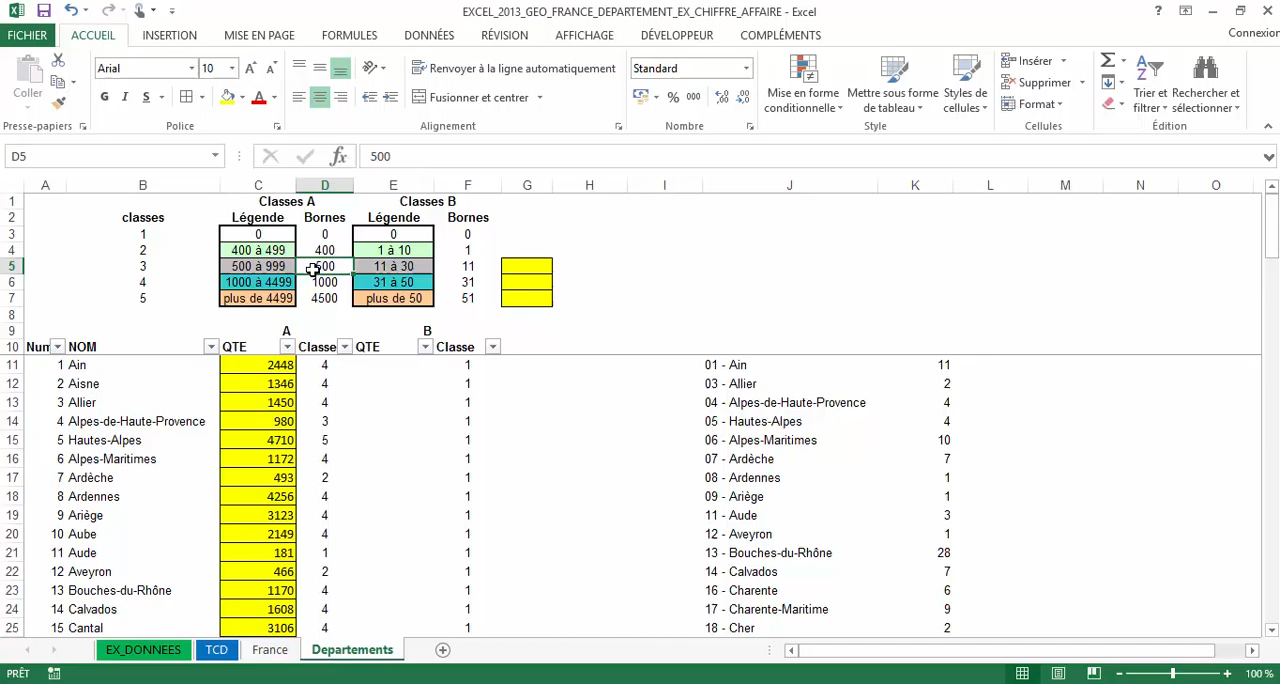 EXCEL_2013_GEO_FRANCE_DEPARTEMENT_EX_CHIFFRE_AFFAIRE - Excel
FICHIER ACCUEIL INSERTION MISE EN PAGE FORMULES DONNÉES RÉVISION AFFICHAGE DÉVELOPPEUR COMPLÉMENTS Connexion
Coller
Presse-papiers
Arial 10
G I S
Police
Renvoyer à la ligne automatiquement
Fusionner et centrer
Alignement
Standard
% 000
Nombre
Mise en forme conditionnelle
Mettre sous forme de tableau
Styles de cellules
Style
Insérer
Supprimer
Format
Cellules
Trier et filtrer
Rechercher et sélectionner
Édition
D5 fx 500
A B C D E F G H I J K L M N O
1 Classes A Classes B
2 classes Légende Bornes Légende Bornes
3 1 0 0 0 0
4 2 400 à 499 400 1 à 10 1
5 3 500 à 999 500 11 à 30 11
6 4 1000 à 4499 1000 31 à 50 31
7 5 plus de 4499 4500 plus de 50 51
8
9 A B
10 Num NOM QTE Classe QTE Classe
11 1 Ain 2448 4 1 01 - Ain 11
12 2 Aisne 1346 4 1 03 - Allier 2
13 3 Allier 1450 4 1 04 - Alpes-de-Haute-Provence 4
14 4 Alpes-de-Haute-Provence 980 3 1 05 - Hautes-Alpes 4
15 5 Hautes-Alpes 4710 5 1 06 - Alpes-Maritimes 10
16 6 Alpes-Maritimes 1172 4 1 07 - Ardèche 7
17 7 Ardèche 493 2 1 08 - Ardennes 1
18 8 Ardennes 4256 4 1 09 - Ariège 1
19 9 Ariège 3123 4 1 11 - Aude 3
20 10 Aube 2149 4 1 12 - Aveyron 1
21 11 Aude 181 1 1 13 - Bouches-du-Rhône 28
22 12 Aveyron 466 2 1 14 - Calvados 7
23 13 Bouches-du-Rhône 1170 4 1 16 - Charente 6
24 14 Calvados 1608 4 1 17 - Charente-Maritime 9
25 15 Cantal 3106 4 1 18 - Cher 2
EX_DONNEES TCD France Departements
PRÊT 100 %